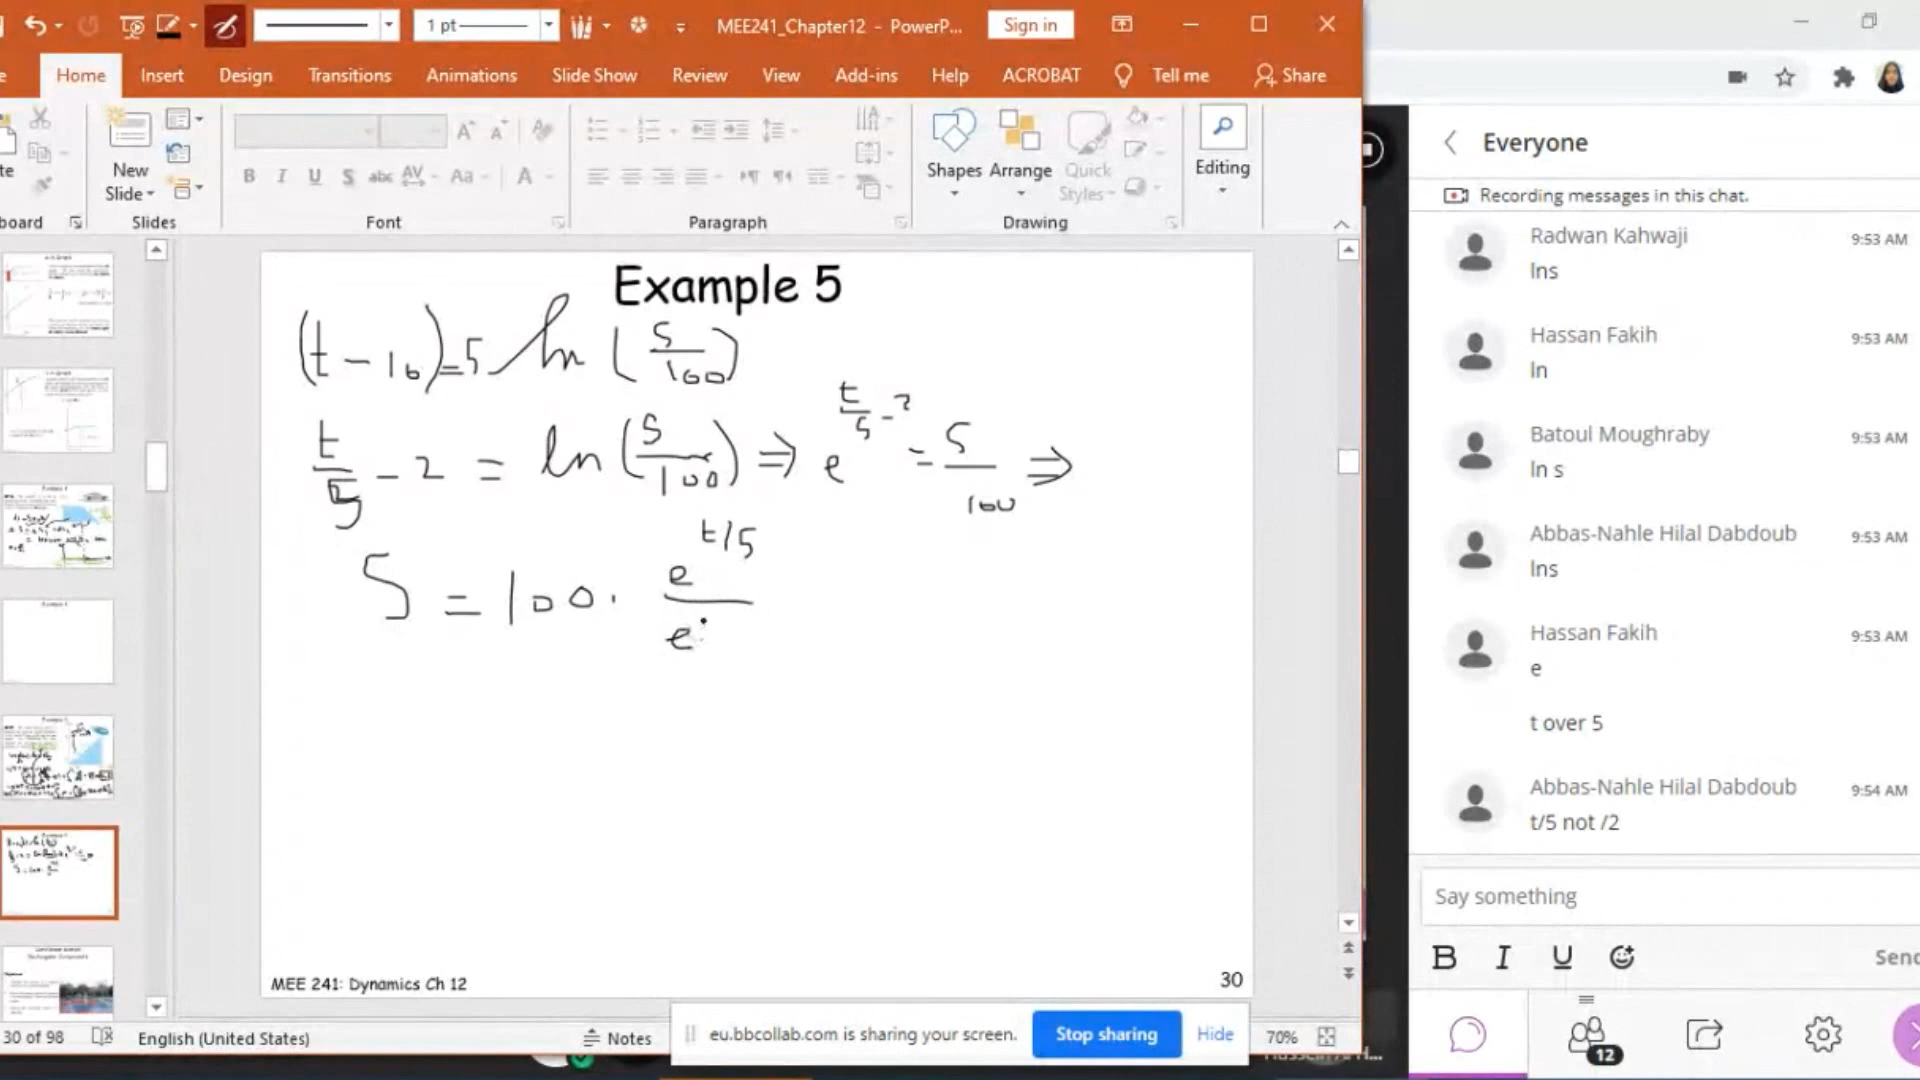 1 pt
MEE241_Chapter12 - PowerP...
Sign in
Home Insert Design Transitions Animations Slide Show Review View Add-ins Help ACROBAT Tell me Share
New Slide
Shapes Arrange Quick Styles
Editing
Slides Font Paragraph Drawing
Example 5
(t - 10) = 5 ln (s/100)
t/5 - 2 = ln (s/100) ⇒ e^(t/5 - 2) = s/100 ⇒
S = 100 . e^(t/5) / e
MEE 241: Dynamics Ch 12
30
30 of 98 English (United States) Notes
eu.bbcollab.com is sharing your screen. Stop sharing Hide
70%
Everyone
Recording messages in this chat.
Radwan Kahwaji 9:53 AM
lns
Hassan Fakih 9:53 AM
ln
Batoul Moughraby 9:53 AM
ln s
Abbas-Nahle Hilal Dabdoub 9:53 AM
lns
Hassan Fakih 9:53 AM
e
t over 5
Abbas-Nahle Hilal Dabdoub 9:54 AM
t/5 not /2
Say something
B I U
12